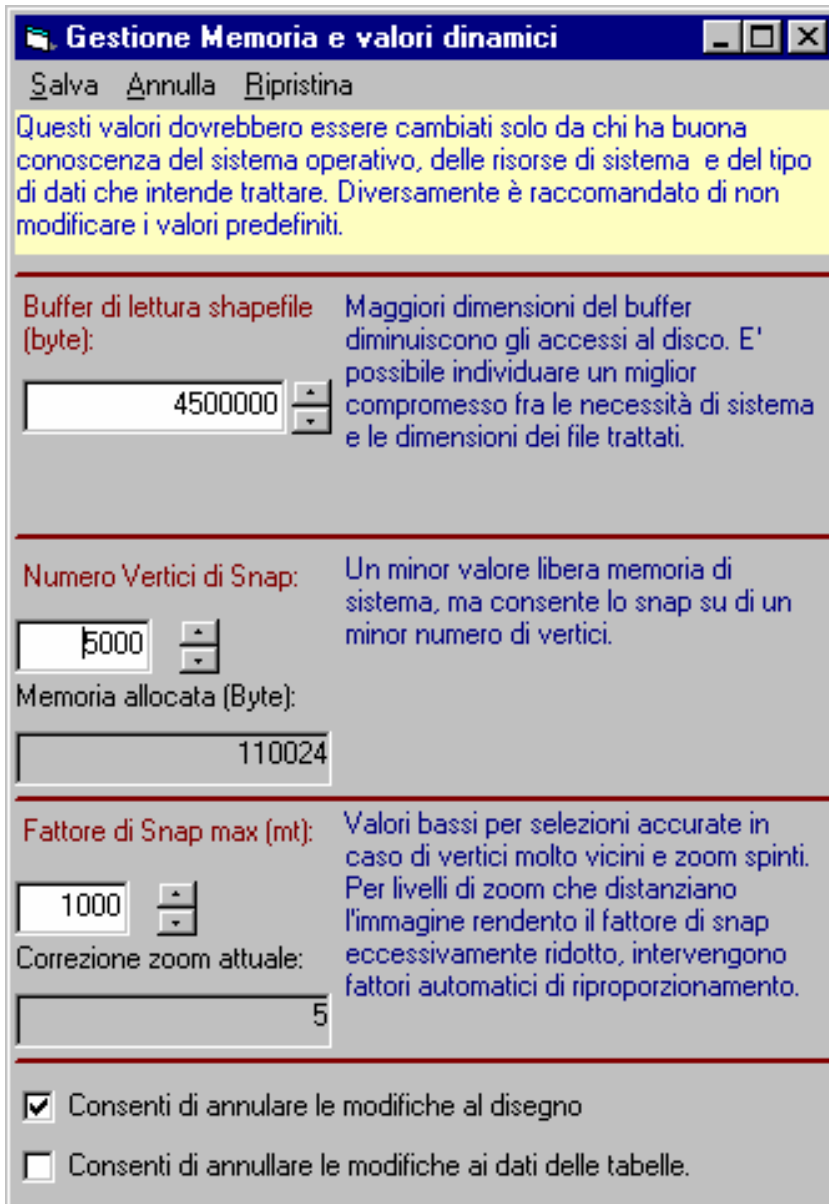 Gestione Memoria e valori dinamici
Salva Annulla Ripristina
Questi valori dovrebbero essere cambiati solo da chi ha buona
conoscenza del sistema operativo, delle risorse di sistema e del tipo
di dati che intende trattare. Diversamente è raccomandato di non
modificare i valori predefiniti.
Buffer di lettura shapefile
(byte):
4500000
Maggiori dimensioni del buffer
diminuiscono gli accessi al disco. E'
possibile individuare un miglior
compromesso fra le necessità di sistema
e le dimensioni dei file trattati.
Numero Vertici di Snap:
5000
Memoria allocata (Byte):
110024
Un minor valore libera memoria di
sistema, ma consente lo snap su di un
minor numero di vertici.
Fattore di Snap max (mt):
1000
Correzione zoom attuale:
5
Valori bassi per selezioni accurate in
caso di vertici molto vicini e zoom spinti.
Per livelli di zoom che distanziano
l'immagine rendento il fattore di snap
eccessivamente ridotto, intervengono
fattori automatici di riproporzionamento.
Consenti di annulare le modifiche al disegno
Consenti di annullare le modifiche ai dati delle tabelle.